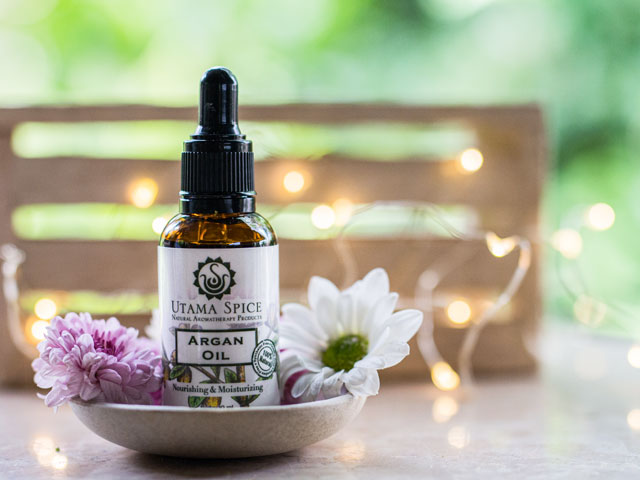 Utama Spice
Natural Aromatherapy Products
Argan
Oil
Nourishing & Moisturizing